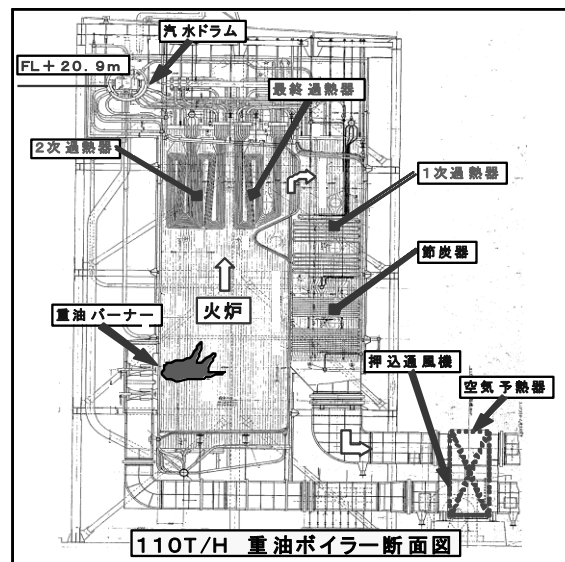 汽水ドラム
FL+20.9m
最終過熱器
2次過熱器
1次過熱器
節炭器
火炉
重油バーナー
押込通風機
空気予熱器
110T/H 重油ボイラー断面図